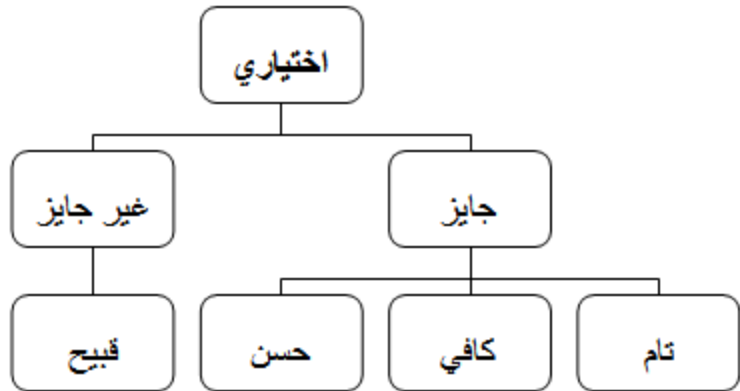 اختياري
جايز
غير جايز
تام
كافي
حسن
قبيح